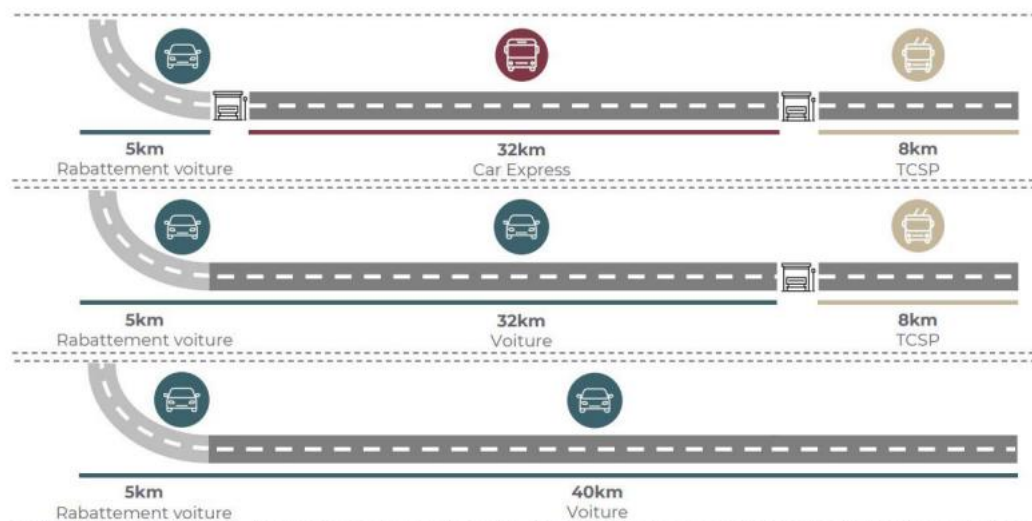 5km
Rabattement voiture
32km
Car Express
8km
TCSP
5km
Rabattement voiture
32km
Voiture
8km
TCSP
5km
Rabattement voiture
40km
Voiture